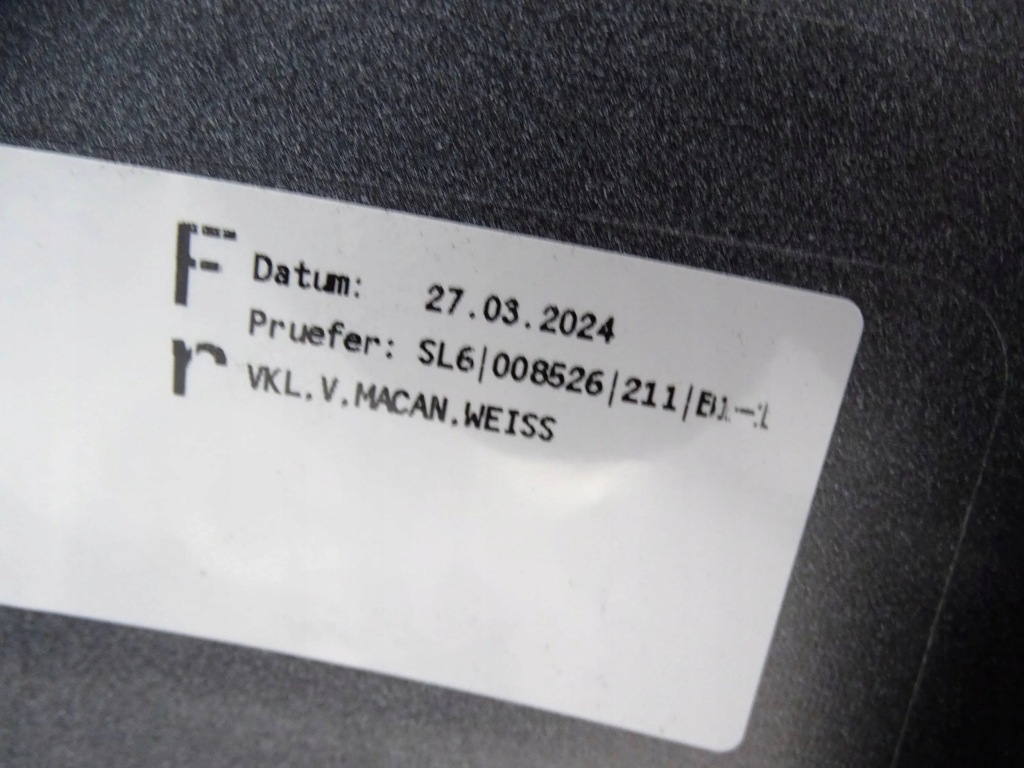 F
Datum: 27.03.2024
Pruefer: SL6|008526|211|
r
VKL.V.MACAN.WEISS